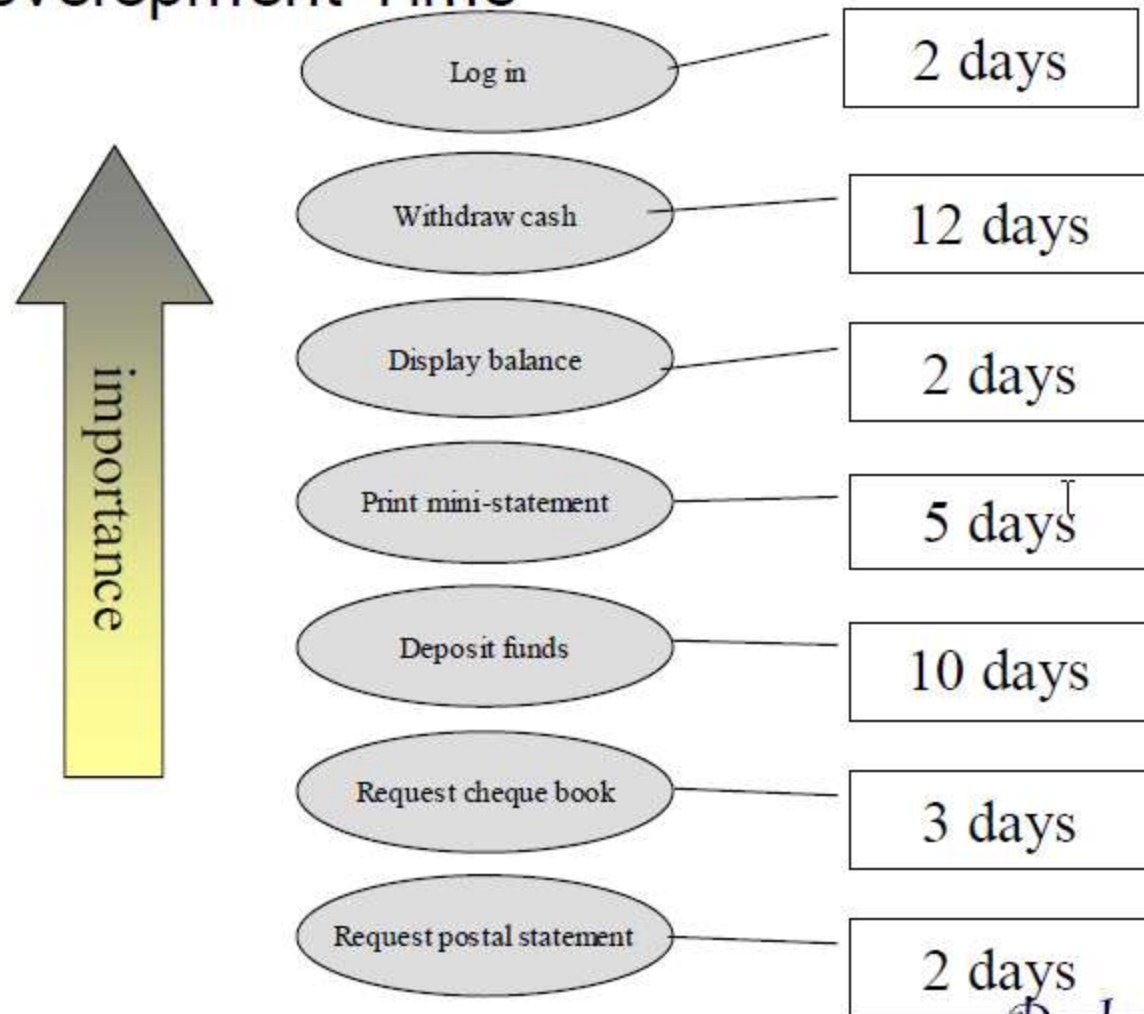 Time
Log in
2 days
Withdraw cash
12 days
Display balance
2 days
importance
Print mini-statement
5 days
Deposit funds
10 days
Request cheque book
3 days
Request postal statement
2 days